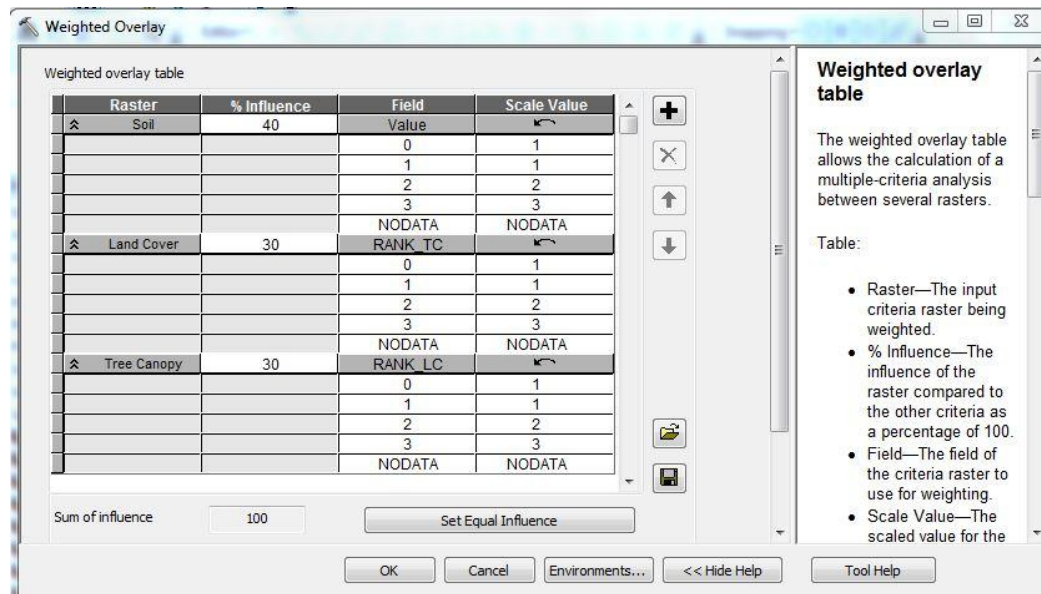 Weighted Overlay
Weighted overlay table
Raster % Influence Field Scale Value
Soil 40 Value
0 1
1 1
2 2
3 3
NODATA NODATA
Land Cover 30 RANK_TC
0 1
1 1
2 2
3 3
NODATA NODATA
Tree Canopy 30 RANK_LC
0 1
1 1
2 2
3 3
NODATA NODATA
Sum of influence 100 Set Equal Influence
OK Cancel Environments... << Hide Help Tool Help
Weighted overlay
table
The weighted overlay table
allows the calculation of a
multiple-criteria analysis
between several rasters.
Table:
• Raster—The input
criteria raster being
weighted.
• % Influence—The
influence of the
raster compared to
the other criteria as
a percentage of 100.
• Field—The field of
the criteria raster to
use for weighting.
• Scale Value—The
scaled value for the